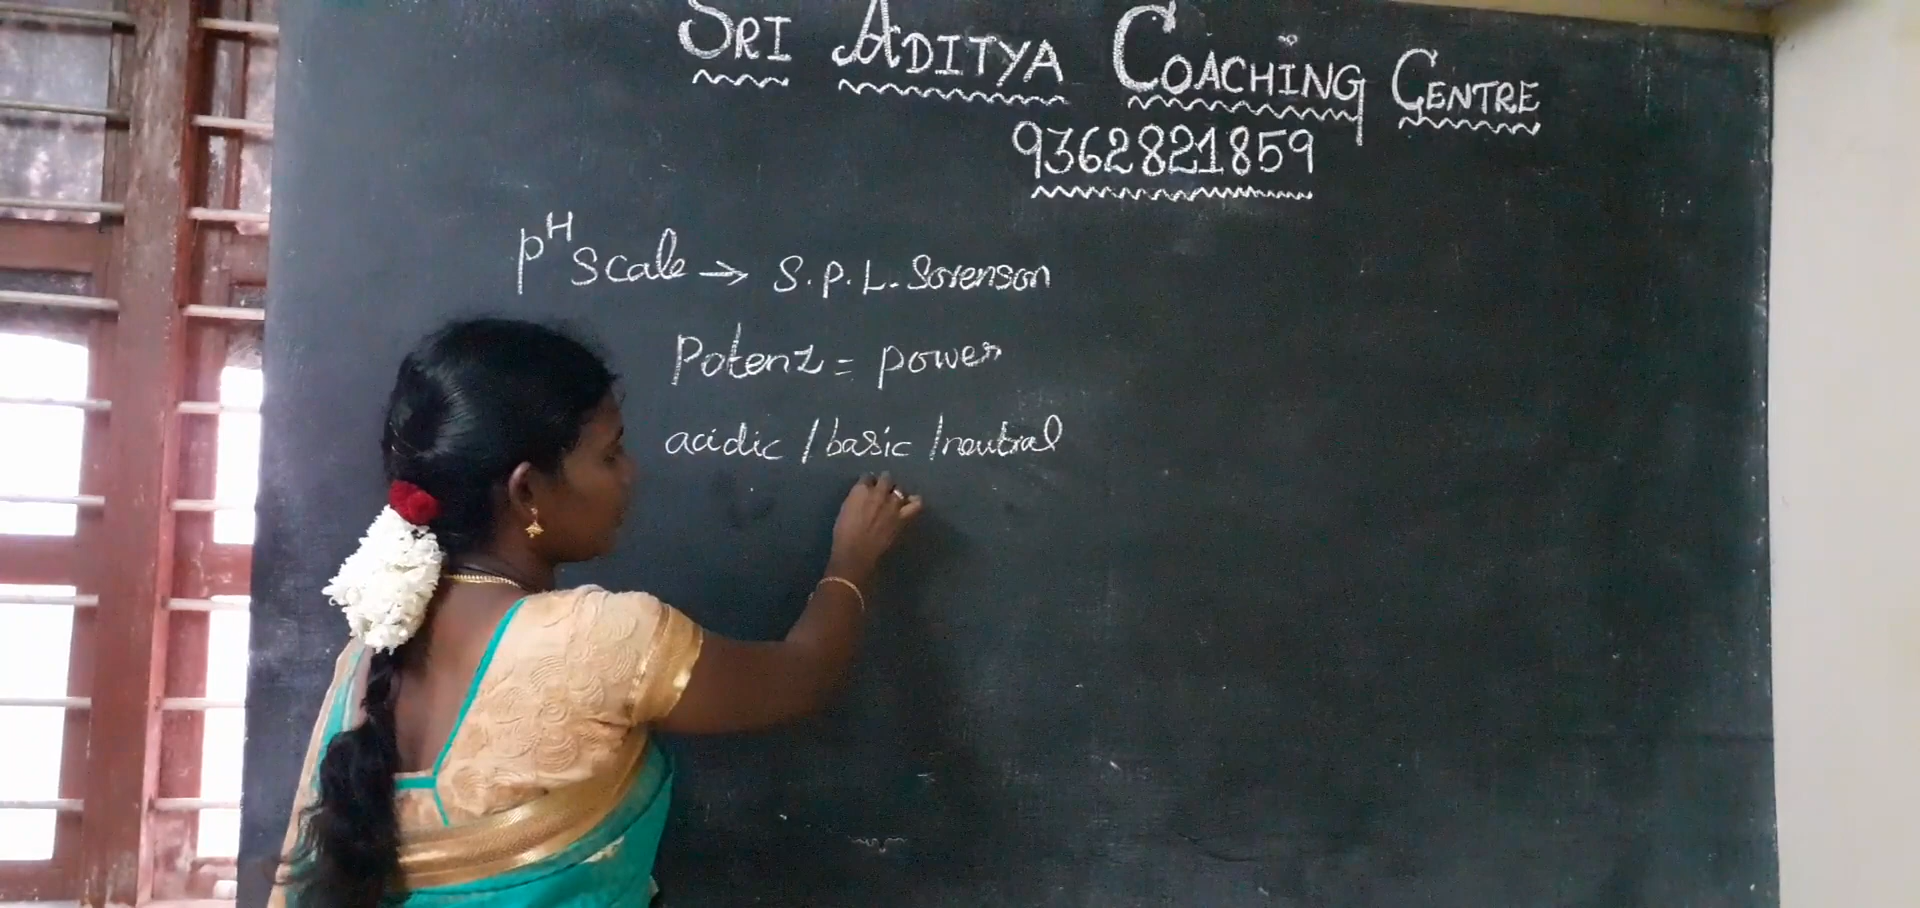 SRI ADITYA COACHING CENTRE
9362821859
pH scale → S.P.L. Sorenson
Potenz = power
acidic / basic / neutral